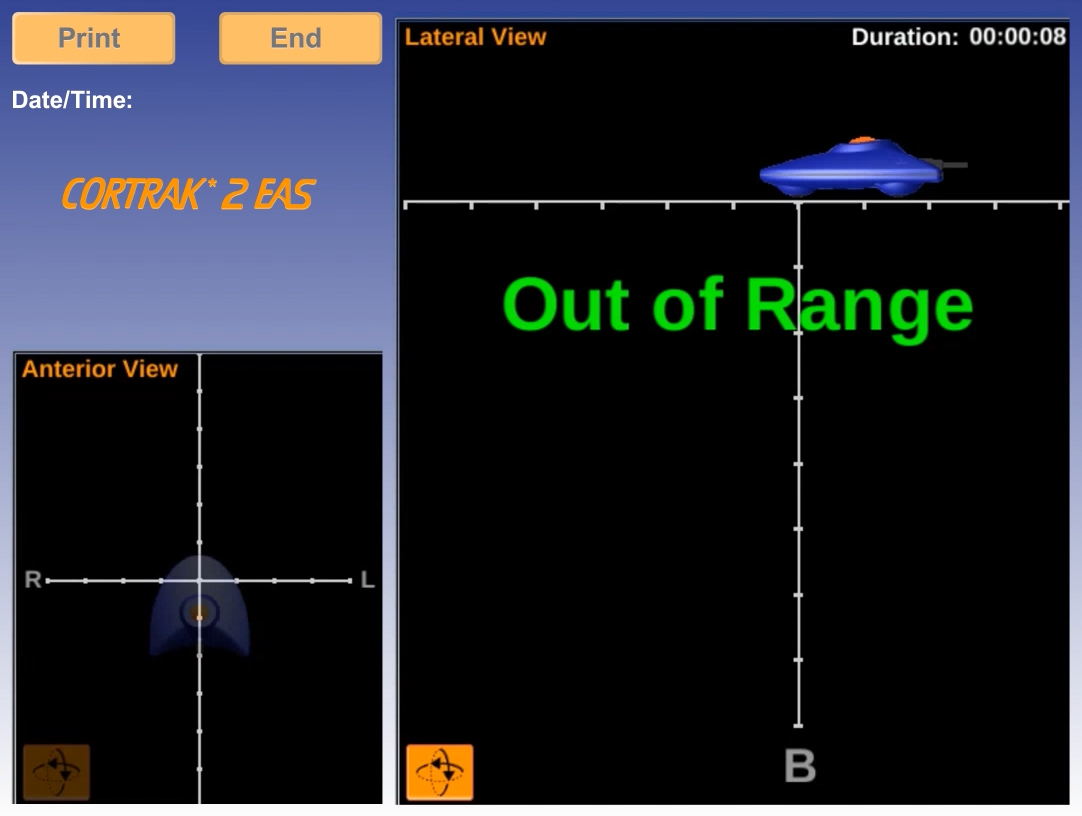 Print
End
Date/Time:
CORTRAK* 2 EAS
Lateral View
Duration: 00:00:08
Out of Range
Anterior View
R
L
B